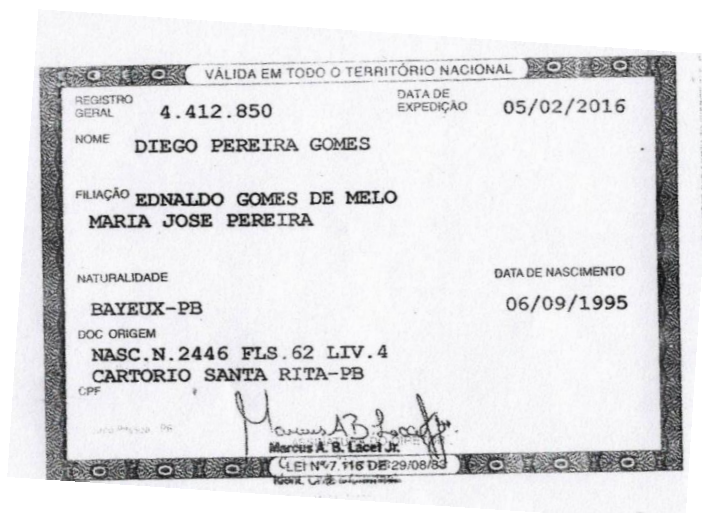 VÁLIDA EM TODO O TERRITÓRIO NACIONAL
REGISTRO GERAL 4.412.850 DATA DE EXPEDIÇÃO 05/02/2016
NOME DIEGO PEREIRA GOMES
FILIAÇÃO EDNALDO GOMES DE MELO
MARIA JOSE PEREIRA
NATURALIDADE DATA DE NASCIMENTO
BAYEUX-PB 06/09/1995
DOC ORIGEM
NASC.N.2446 FLS.62 LIV.4
CARTORIO SANTA RITA-PB
CPF
Marcus A. B. Lacet Jr.
LEI Nº 7.116 DE 29/08/83